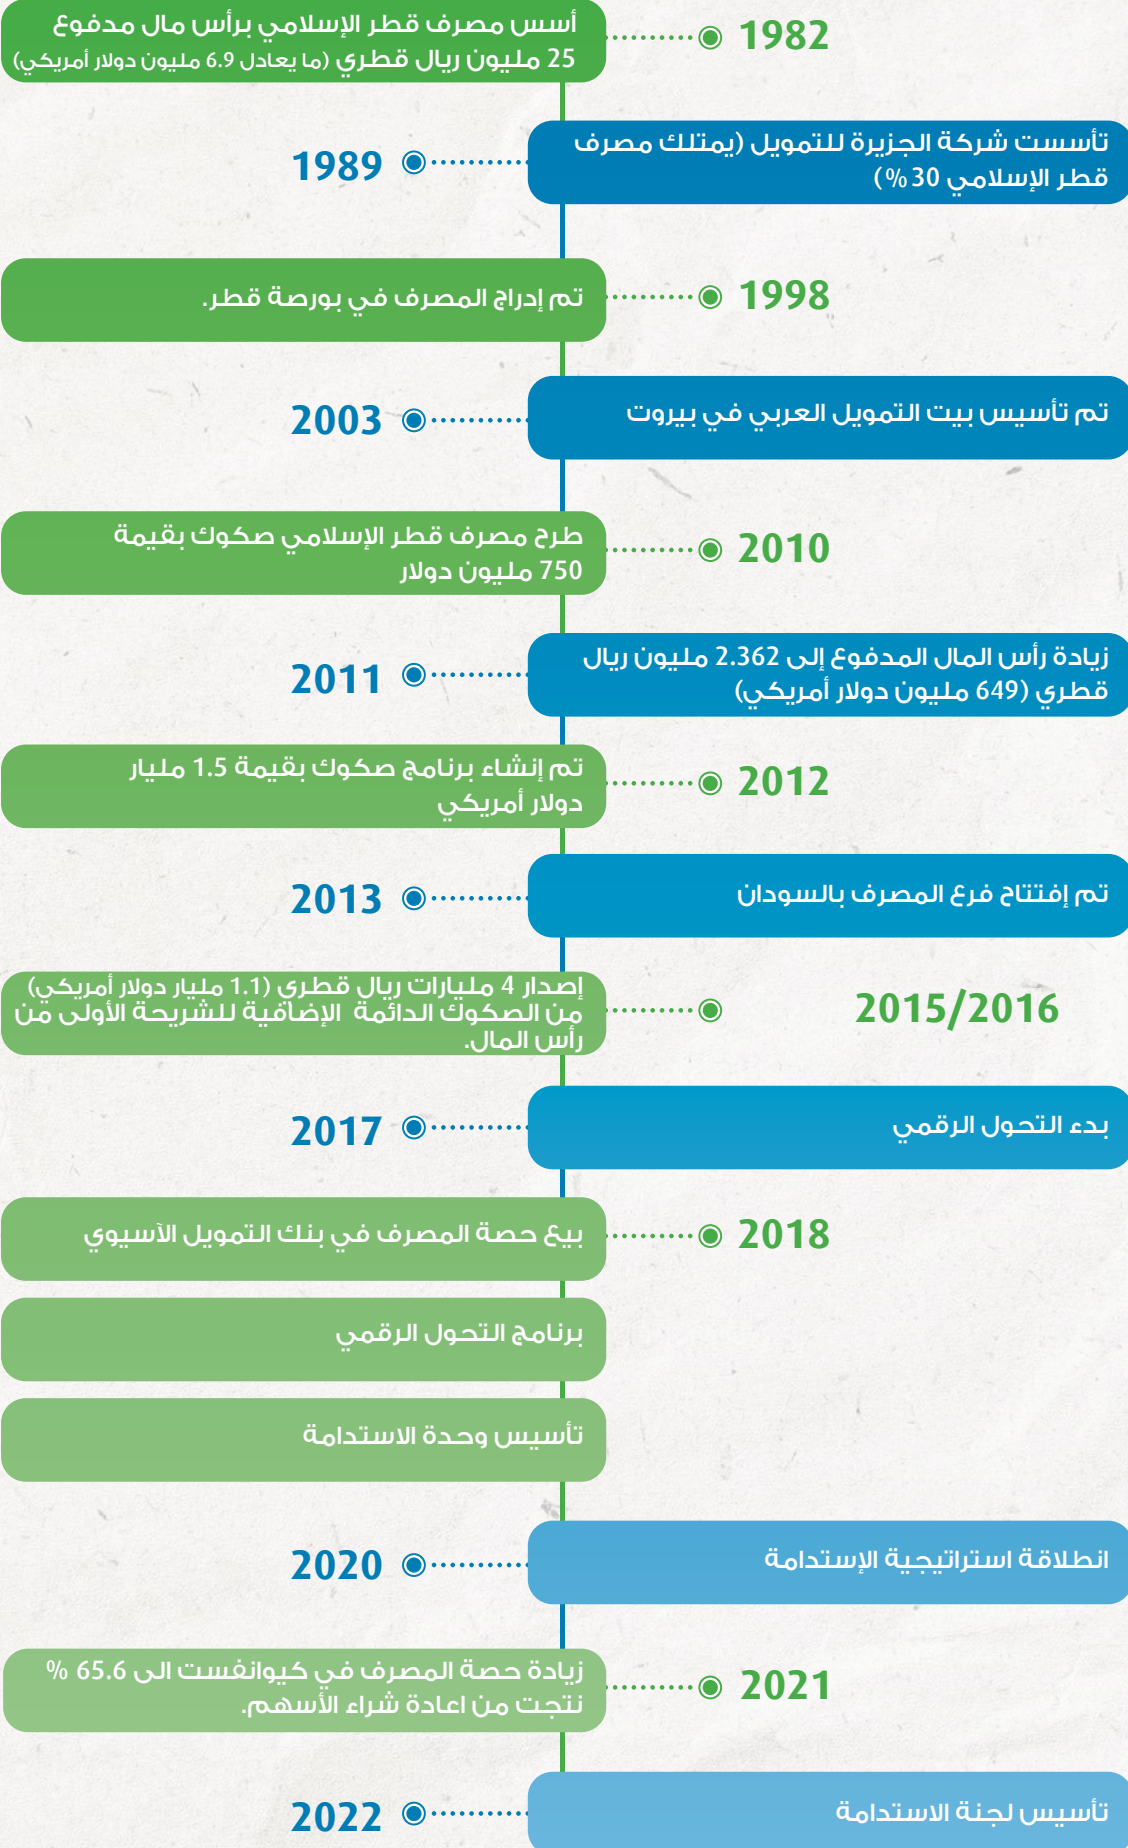 1982
أسس مصرف قطر الإسلامي برأس مال مدفوع
25 مليون ريال قطري (ما يعادل 6.9 مليون دولار أمريكي)
1989
تأسست شركة الجزيرة للتمويل (يمتلك مصرف
قطر الإسلامي 30%)
1998
تم إدراج المصرف في بورصة قطر.
2003
تم تأسيس بيت التمويل العربي في بيروت
2010
طرح مصرف قطر الإسلامي صكوك بقيمة
750 مليون دولار
2011
زيادة رأس المال المدفوع إلى 2.362 مليون ريال
قطري (649 مليون دولار أمريكي)
2012
تم إنشاء برنامج صكوك بقيمة 1.5 مليار
دولار أمريكي
2013
تم إفتتاح فرع المصرف بالسودان
2015/2016
إصدار 4 مليارات ريال قطري (1.1 مليار دولار أمريكي)
من الصكوك الدائمة الإضافية للشريحة الأولى من
رأس المال.
2017
بدء التحول الرقمي
2018
بيع حصة المصرف في بنك التمويل الآسيوي
برنامج التحول الرقمي
تأسيس وحدة الاستدامة
2020
انطلاقة استراتيجية الإستدامة
2021
زيادة حصة المصرف في كيوانفست الى 65.6 %
نتجت من اعادة شراء الأسهم.
2022
تأسيس لجنة الاستدامة